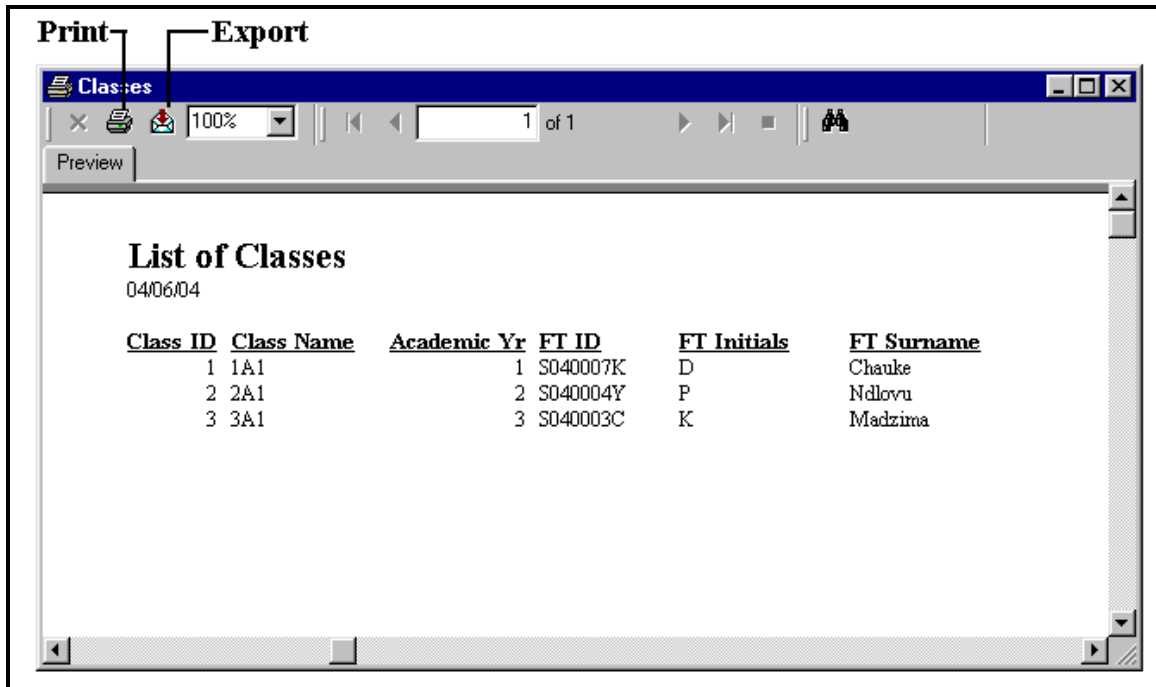 Print Export
Classes
100% 1 of 1
Preview
List of Classes
04/06/04
Class ID Class Name Academic Yr FT ID FT Initials FT Surname
1 1A1 1 S040007K D Chauke
2 2A1 2 S040004Y P Ndlovu
3 3A1 3 S040003C K Madzima